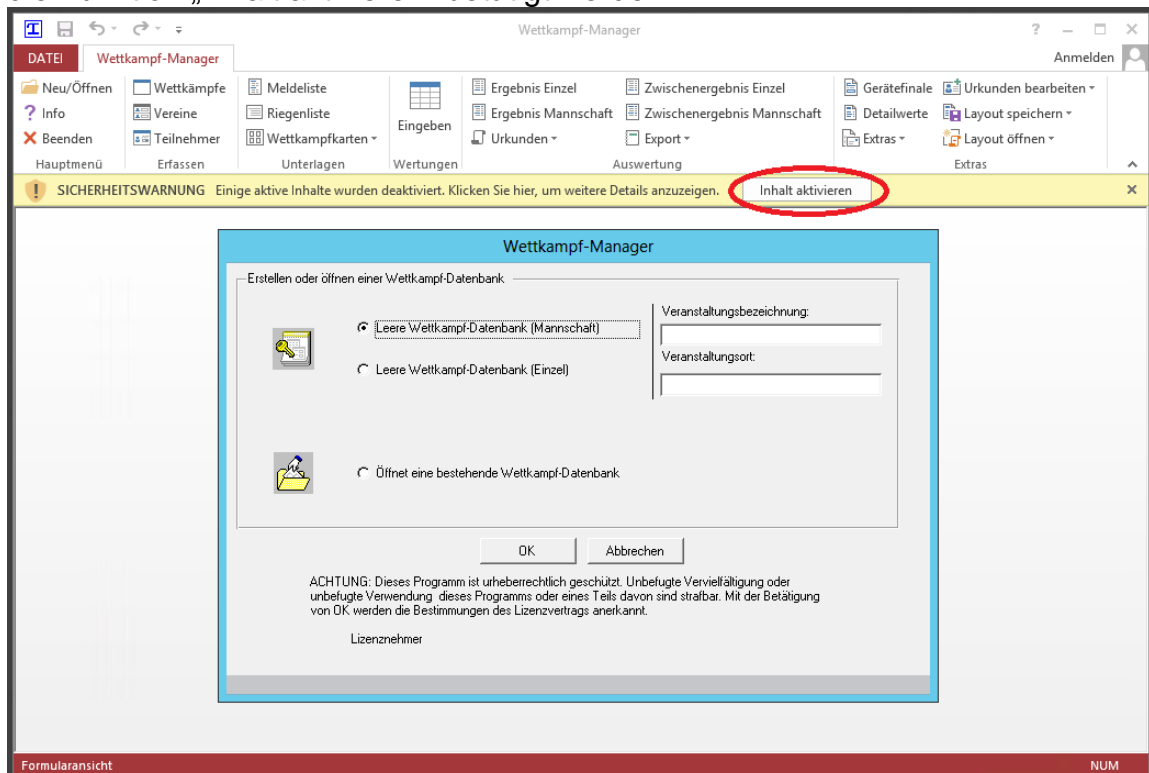 Wettkampf-Manager
DATEI Wettkampf-Manager Anmelden
Neu/Öffnen Wettkämpfe Meldeliste Ergebnis Einzel Zwischenergebnis Einzel Gerätefinale Urkunden bearbeiten
Info Vereine Riegenliste Eingeben Ergebnis Mannschaft Zwischenergebnis Mannschaft Detailwerte Layout speichern
Beenden Teilnehmer Wettkampfkarten Urkunden Export Extras Layout öffnen
Hauptmenü Erfassen Unterlagen Wertungen Auswertung Extras
SICHERHEITSWARNUNG Einige aktive Inhalte wurden deaktiviert. Klicken Sie hier, um weitere Details anzuzeigen. Inhalt aktivieren
Wettkampf-Manager
Erstellen oder öffnen einer Wettkampf-Datenbank
Leere Wettkampf-Datenbank (Mannschaft)
Veranstaltungsbezeichnung:
Leere Wettkampf-Datenbank (Einzel)
Veranstaltungsort:
Öffnet eine bestehende Wettkampf-Datenbank
OK Abbrechen
ACHTUNG: Dieses Programm ist urheberrechtlich geschützt. Unbefugte Vervielfältigung oder
unbefugte Verwendung dieses Programms oder eines Teils davon sind strafbar. Mit der Betätigung
von OK werden die Bestimmungen des Lizenzvertrags anerkannt.
Lizenznehmer
Formularansicht NUM